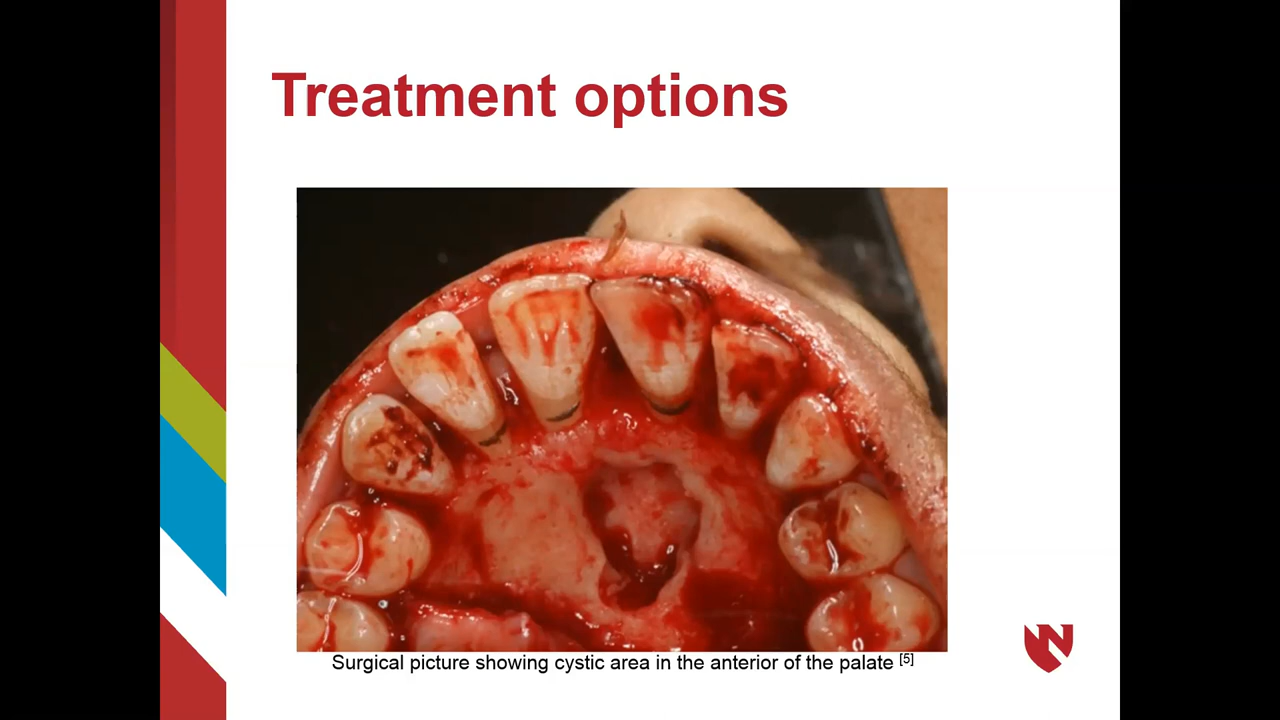 Treatment options
Surgical picture showing cystic area in the anterior of the palate [5]